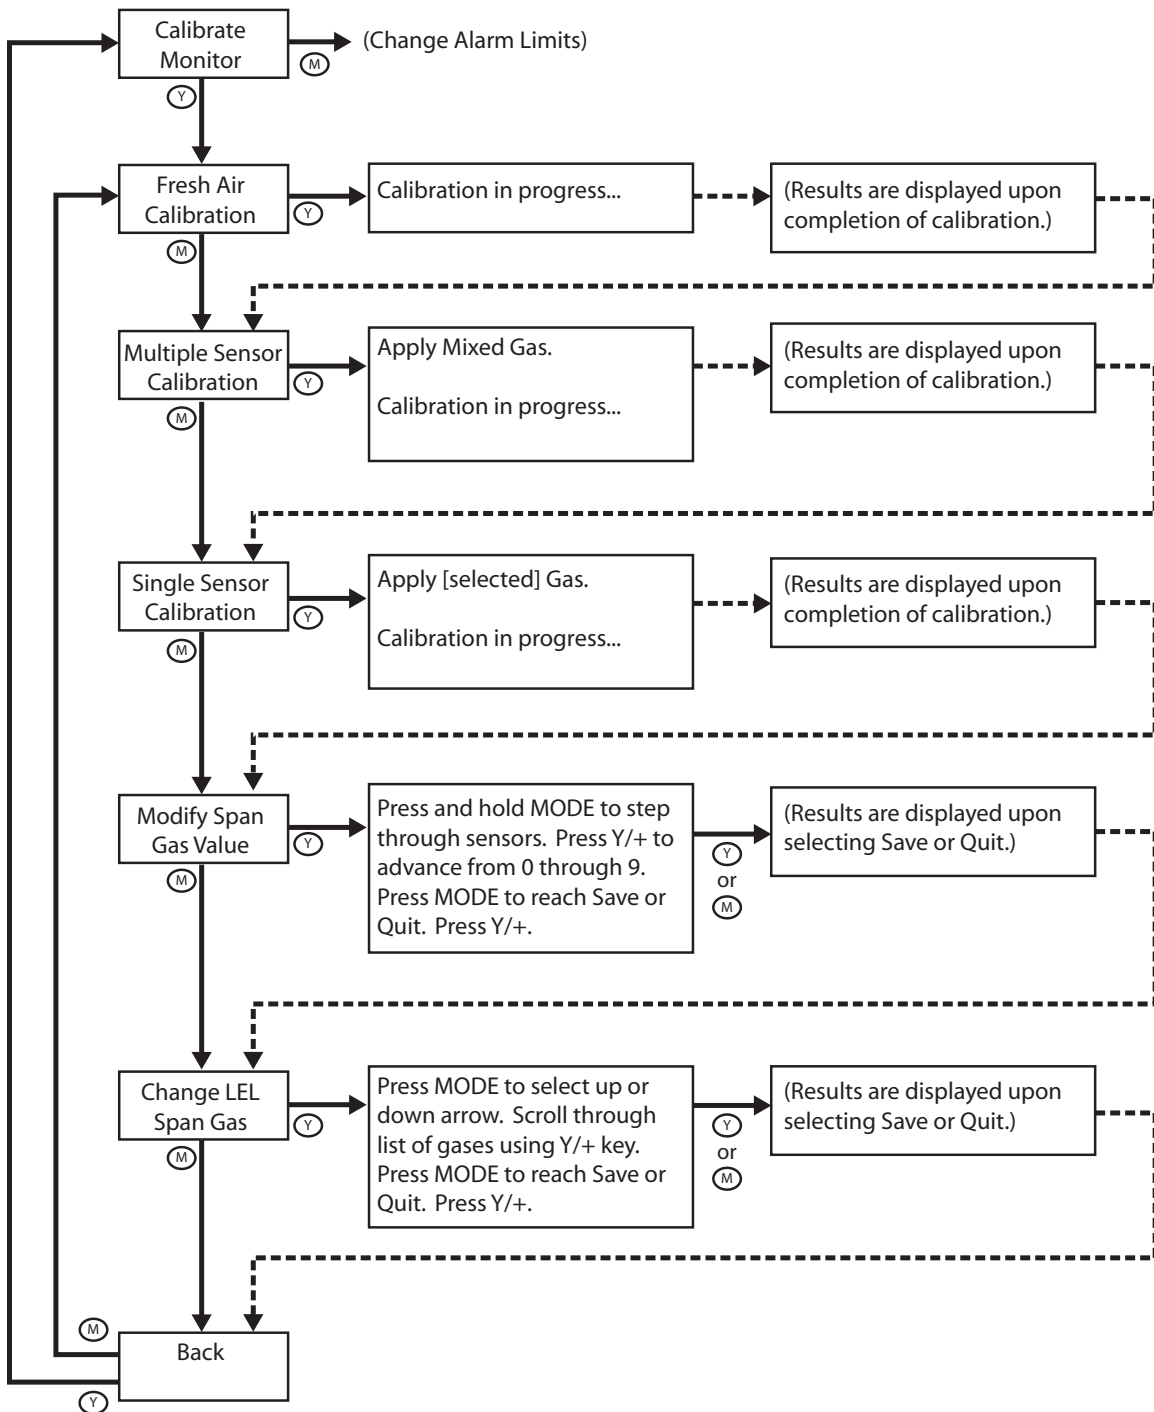 Calibrate
Monitor
M
(Change Alarm Limits)
Y
Fresh Air
Calibration
Y
Calibration in progress...
(Results are displayed upon
completion of calibration.)
M
Multiple Sensor
Calibration
Y
Apply Mixed Gas.
Calibration in progress...
(Results are displayed upon
completion of calibration.)
M
Single Sensor
Calibration
Y
Apply [selected] Gas.
Calibration in progress...
(Results are displayed upon
completion of calibration.)
M
Modify Span
Gas Value
Y
Press and hold MODE to step
through sensors. Press Y/+ to
advance from 0 through 9.
Press MODE to reach Save or
Quit. Press Y/+.
Y
or
M
(Results are displayed upon
selecting Save or Quit.)
M
Change LEL
Span Gas
Y
Press MODE to select up or
down arrow. Scroll through
list of gases using Y/+ key.
Press MODE to reach Save or
Quit. Press Y/+.
Y
or
M
(Results are displayed upon
selecting Save or Quit.)
M
M
Back
Y